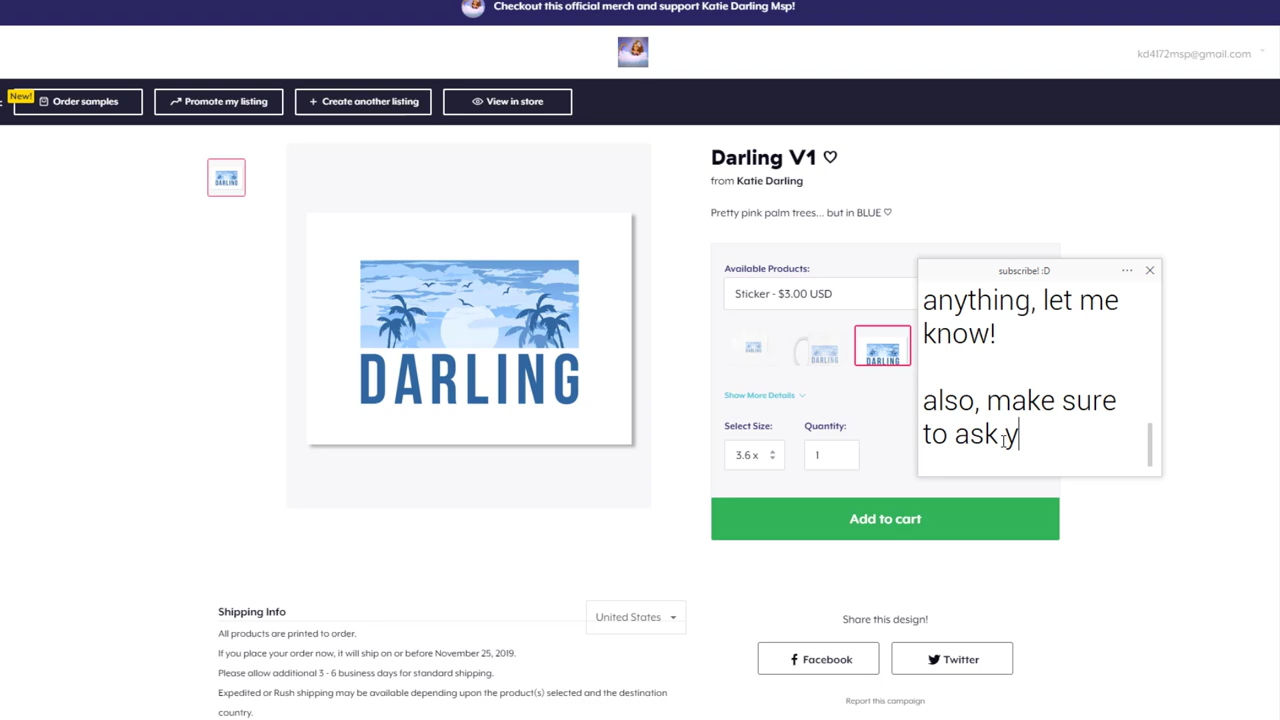 Checkout this official merch and support Katie Darling Msp!
kd4172msp@gmail.com
New!
Order samples
Promote my listing
+ Create another listing
View in store
Darling V1 ♡
from Katie Darling
Pretty pink palm trees... but in BLUE ♡
DARLING
DARLING
Available Products:
Sticker - $3.00 USD
DARLING
DARLING
DARLING
Show More Details
Select Size:
Quantity:
3.6 x
1
Add to cart
subscribe! :D
anything, let me
know!
also, make sure
to ask y
Shipping Info
United States
All products are printed to order.
If you place your order now, it will ship on or before November 25, 2019.
Please allow additional 3 - 6 business days for standard shipping.
Expedited or Rush shipping may be available depending upon the product(s) selected and the destination
country.
Share this design!
Facebook
Twitter
Report this campaign